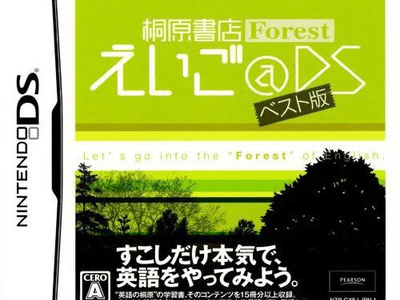 桐原書店 Forest
えいご@DS
ベスト版
NINTENDO DS
Let's go into the "Forest" of English.
すこしだけ本気で、
英語をやってみよう。
"英語の桐原"の学習書、そのコンテンツを15冊分以上収録。
CERO
A
PEARSON